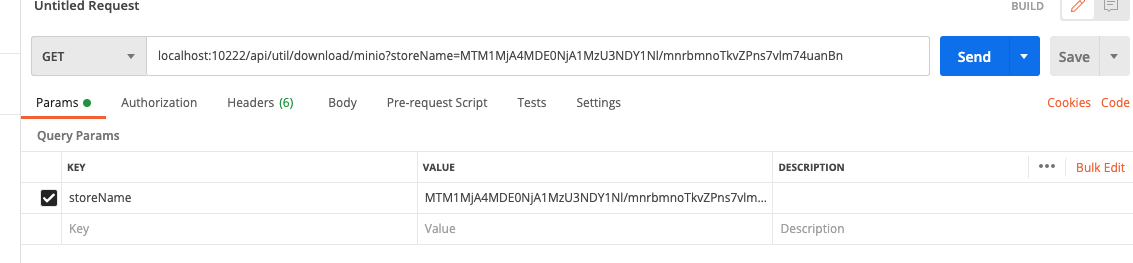 Untitled Request
BUILD
GET
localhost:10222/api/util/download/minio?storeName=MTM1MjA4MDE0NjA1MzU3NDY1Nl/mnrbmnoTkvZPns7vlm74uanBn
Send
Save
Params
Authorization
Headers (6)
Body
Pre-request Script
Tests
Settings
Cookies
Code
Query Params
KEY
VALUE
DESCRIPTION
•••
Bulk Edit
storeName
MTM1MjA4MDE0NjA1MzU3NDY1Nl/mnrbmnoTkvZPns7vlm...
Key
Value
Description